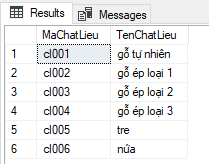 Results Messages
MaChatLieu TenChatLieu
1 cl001 gỗ tự nhiên
2 cl002 gỗ ép loại 1
3 cl003 gỗ ép loại 2
4 cl004 gỗ ép loại 3
5 cl005 tre
6 cl006 nứa